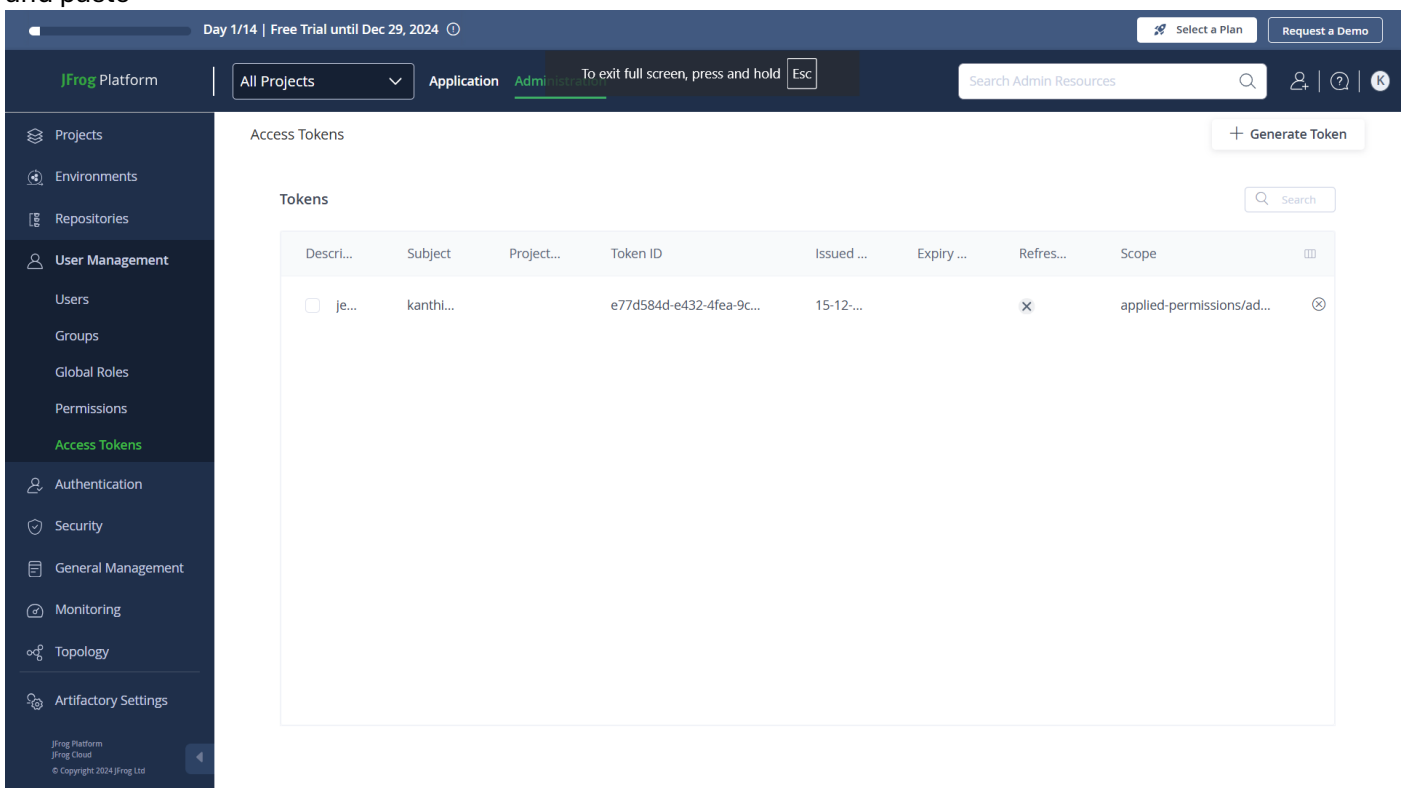 and paste
Day 1/14 | Free Trial until Dec 29, 2024
Select a Plan
Request a Demo
JFrog Platform
All Projects
Application
Administration
To exit full screen, press and hold Esc
Search Admin Resources
K
Projects
Environments
Repositories
User Management
Users
Groups
Global Roles
Permissions
Access Tokens
Authentication
Security
General Management
Monitoring
Topology
Artifactory Settings
JFrog Platform
JFrog Cloud
© Copyright 2024 JFrog Ltd
Access Tokens
Generate Token
Tokens
Search
Descri... Subject Project... Token ID Issued ... Expiry ... Refres... Scope
je... kanthi... e77d584d-e432-4fea-9c... 15-12-... applied-permissions/ad...